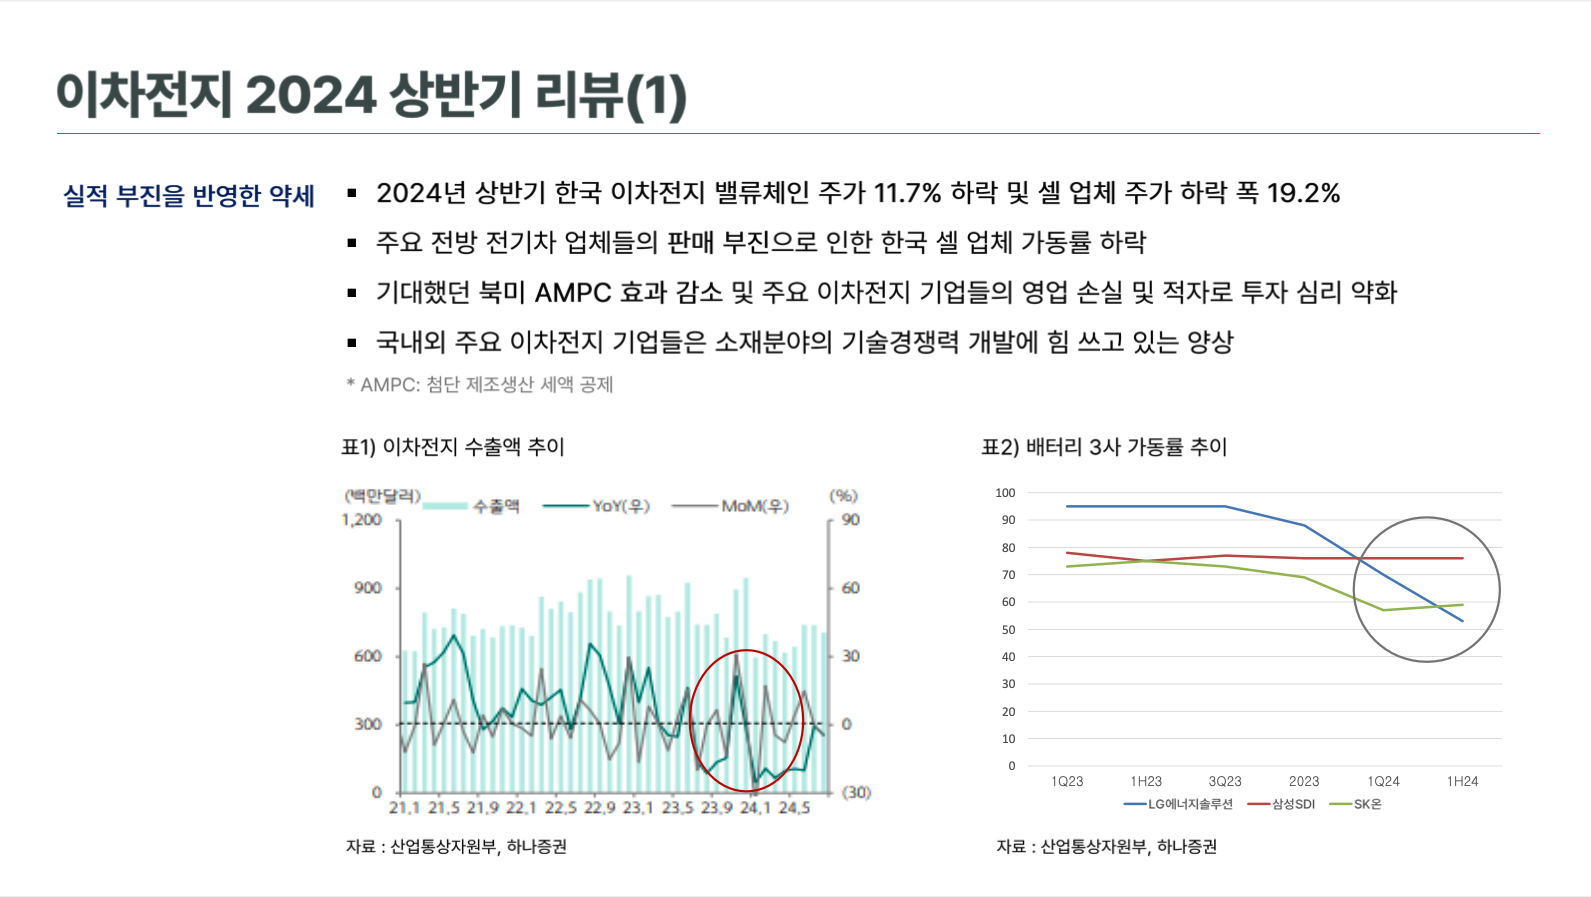 이차전지 2024 상반기 리뷰(1)
실적 부진을 반영한 약세
▪ 2024년 상반기 한국 이차전지 밸류체인 주가 11.7% 하락 및 셀 업체 주가 하락 폭 19.2%
▪ 주요 전방 전기차 업체들의 판매 부진으로 인한 한국 셀 업체 가동률 하락
▪ 기대했던 북미 AMPC 효과 감소 및 주요 이차전지 기업들의 영업 손실 및 적자로 투자 심리 약화
▪ 국내외 주요 이차전지 기업들은 소재분야의 기술경쟁력 개발에 힘 쓰고 있는 양상
* AMPC: 첨단 제조생산 세액 공제
표1) 이차전지 수출액 추이
(백만달러) 수출액 YoY(우) MoM(우) (%)
1,200 90
900 60
600 30
300 0
0 (30)
21.1 21.5 21.9 22.1 22.5 22.9 23.1 23.5 23.9 24.1 24.5
자료 : 산업통상자원부, 하나증권
표2) 배터리 3사 가동률 추이
100
90
80
70
60
50
40
30
20
10
0
1Q23 1H23 3Q23 2023 1Q24 1H24
LG에너지솔루션 삼성SDI SK온
자료 : 산업통상자원부, 하나증권